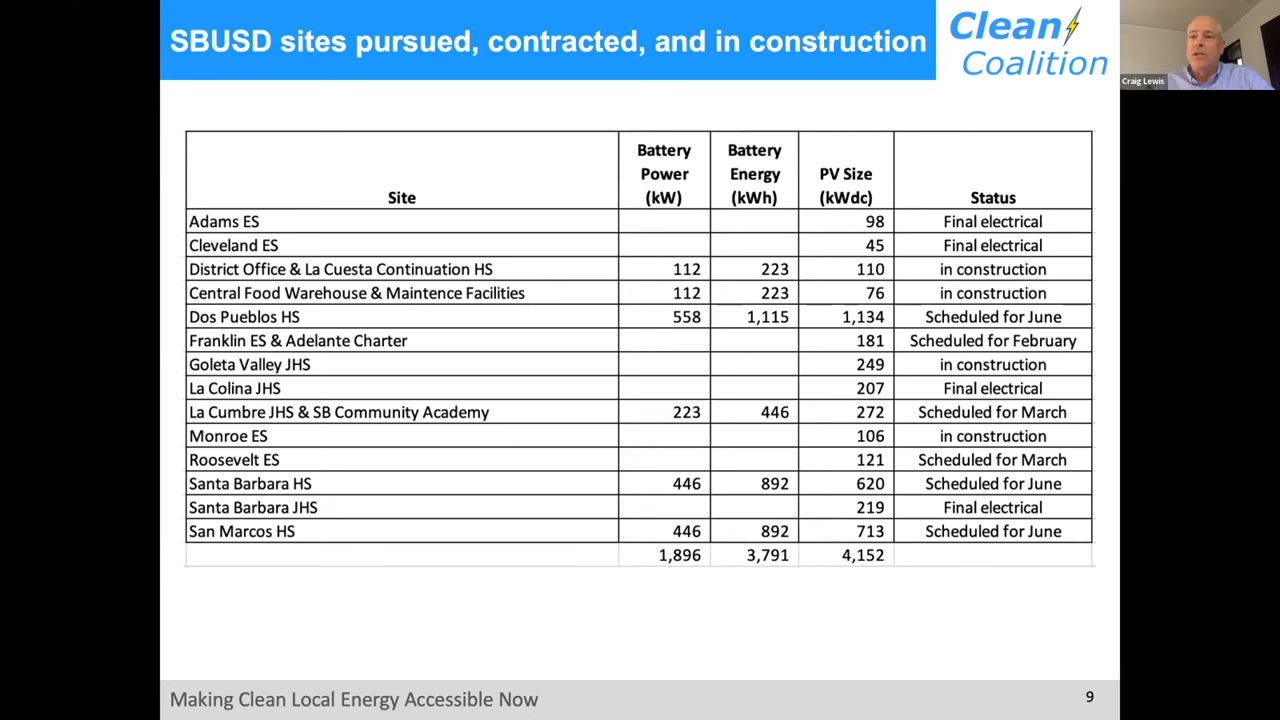 SBUSD sites pursued, contracted, and in construction
Clean
Coalition
Craig Lewis
Site Battery Power (kW) Battery Energy (kWh) PV Size (kWdc) Status
Adams ES 98 Final electrical
Cleveland ES 45 Final electrical
District Office & La Cuesta Continuation HS 112 223 110 in construction
Central Food Warehouse & Maintence Facilities 112 223 76 in construction
Dos Pueblos HS 558 1,115 1,134 Scheduled for June
Franklin ES & Adelante Charter 181 Scheduled for February
Goleta Valley JHS 249 in construction
La Colina JHS 207 Final electrical
La Cumbre JHS & SB Community Academy 223 446 272 Scheduled for March
Monroe ES 106 in construction
Roosevelt ES 121 Scheduled for March
Santa Barbara HS 446 892 620 Scheduled for June
Santa Barbara JHS 219 Final electrical
San Marcos HS 446 892 713 Scheduled for June
1,896 3,791 4,152
Making Clean Local Energy Accessible Now
9